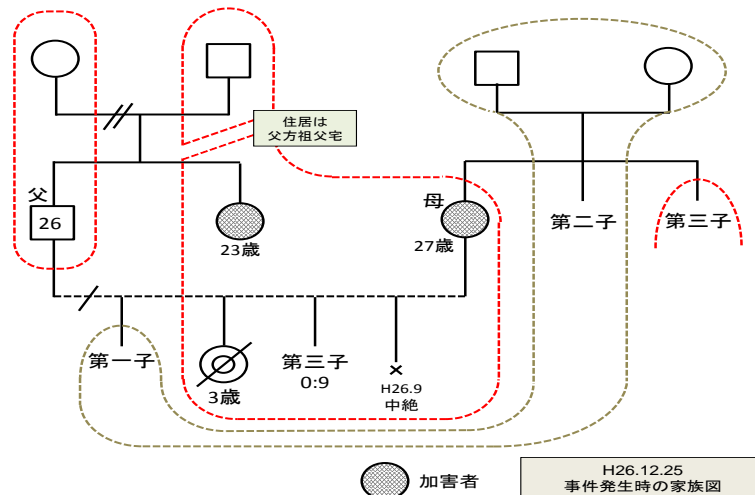 住居は
父方祖父宅
父
26
23歳
母
27歳
第二子
第三子
第一子
3歳
第三子
0:9
×
H26.9
中絶
加害者
H26.12.25
事件発生時の家族図